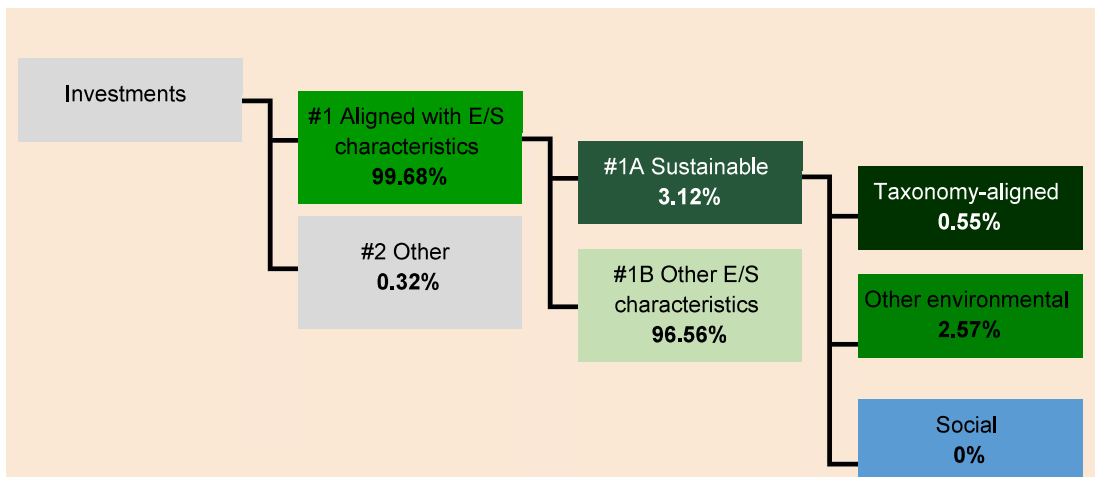 Investments
#1 Aligned with E/S
characteristics
99.68%
#2 Other
0.32%
#1A Sustainable
3.12%
#1B Other E/S
characteristics
96.56%
Taxonomy-aligned
0.55%
Other environmental
2.57%
Social
0%